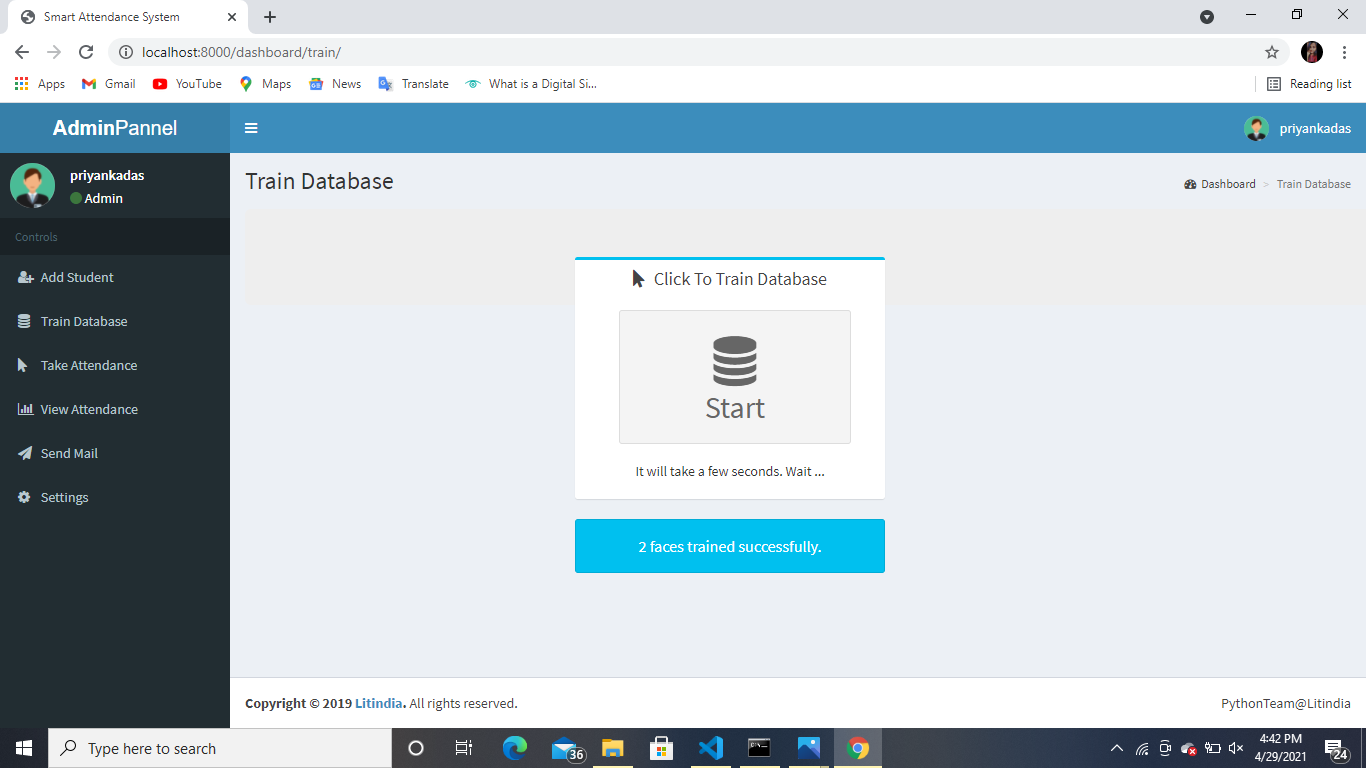 Smart Attendance System
localhost:8000/dashboard/train/
Apps Gmail YouTube Maps News Translate What is a Digital Si... Reading list
AdminPannel
priyankadas
priyankadas
Admin
Controls
Add Student
Train Database
Take Attendance
View Attendance
Send Mail
Settings
Train Database
Dashboard > Train Database
Click To Train Database
Start
It will take a few seconds. Wait ...
2 faces trained successfully.
Copyright © 2019 Litindia. All rights reserved.
PythonTeam@Litindia
Type here to search
36
4:42 PM
4/29/2021
24